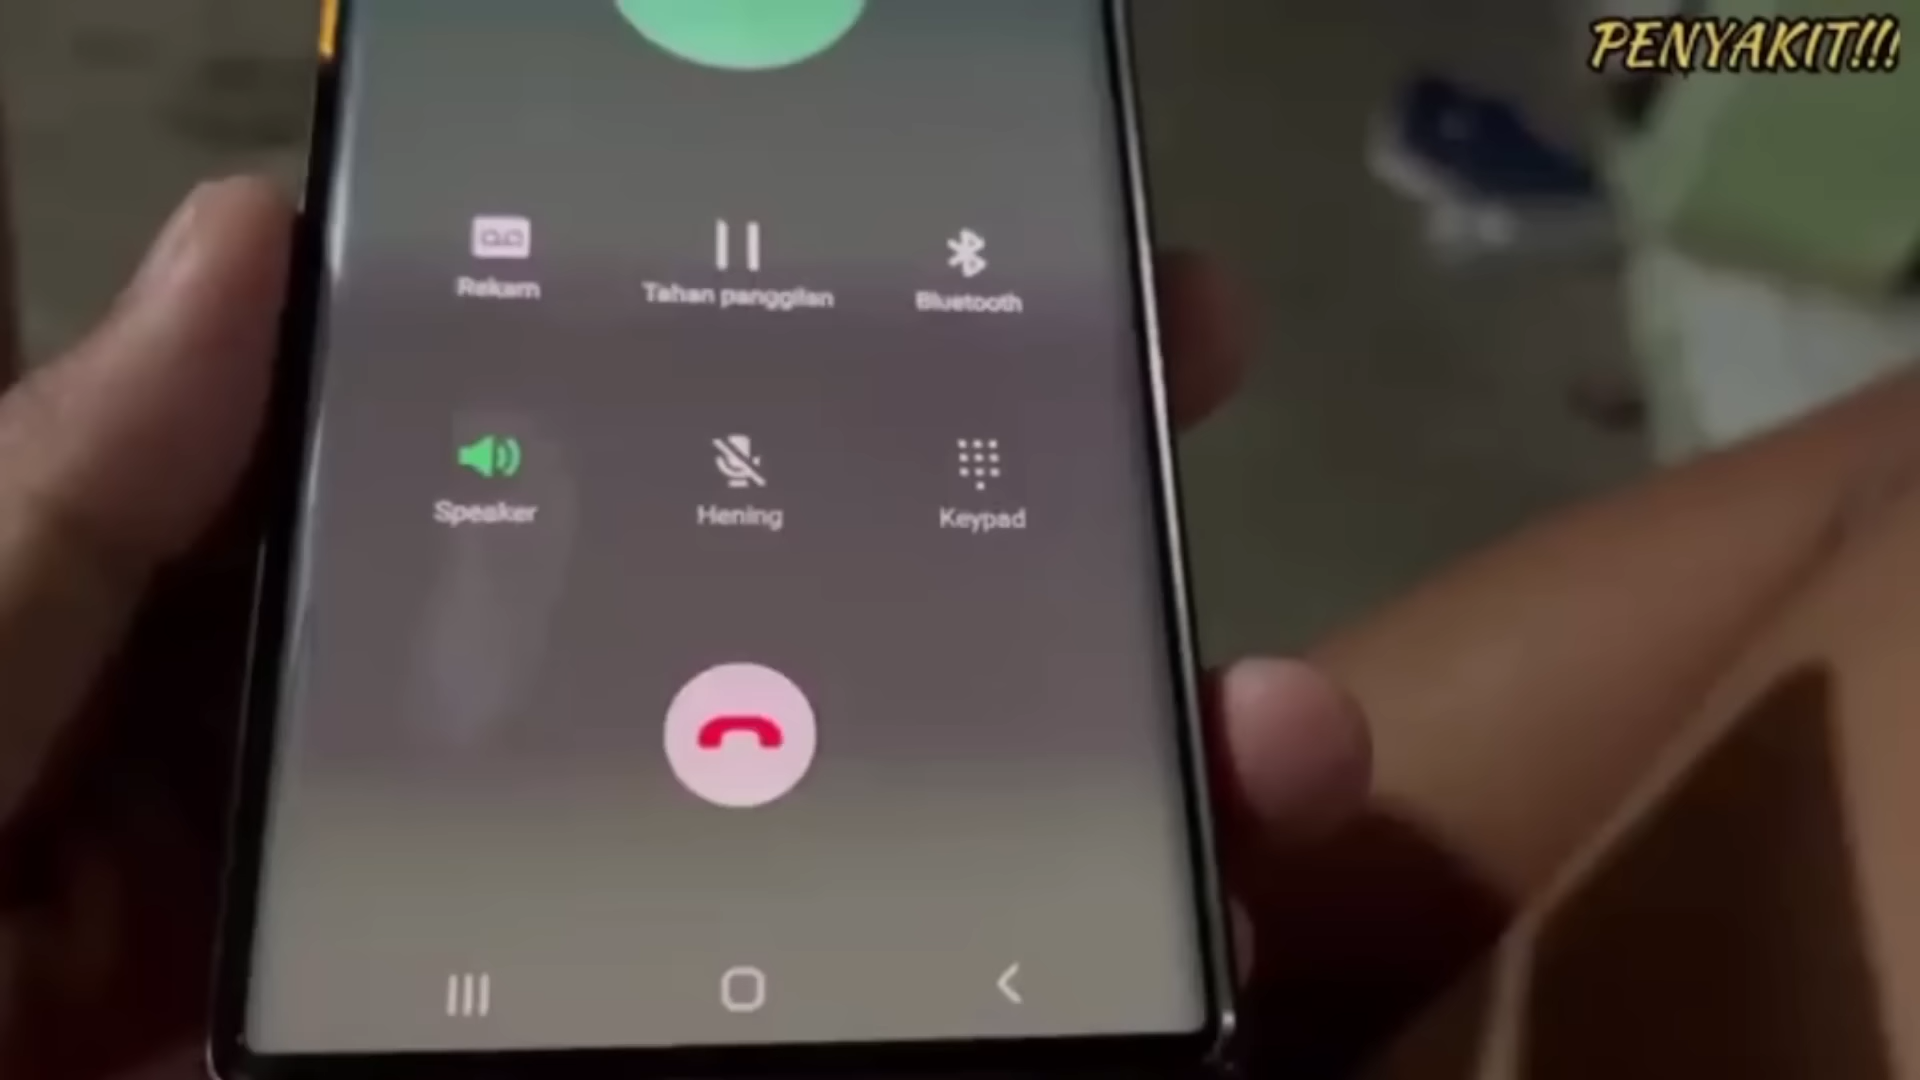 PENYAKIT!!!
Rekam
Tahan panggilan
Bluetooth
Speaker
Hening
Keypad